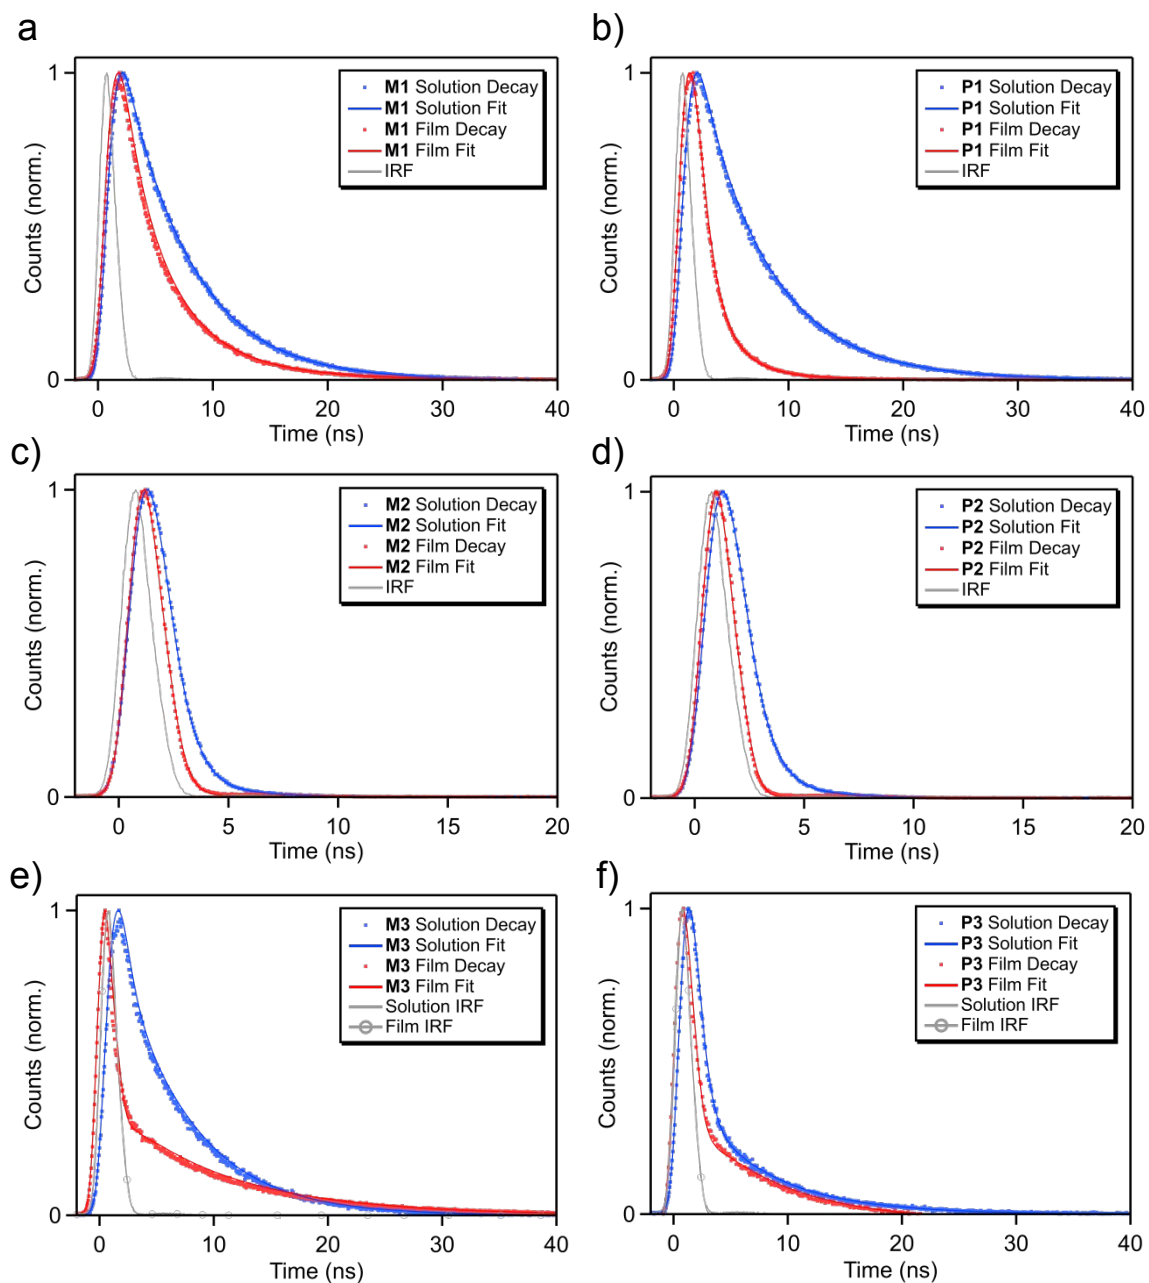 a
1
0
Counts (norm.)
M1 Solution Decay
M1 Solution Fit
M1 Film Decay
M1 Film Fit
IRF
0 10 20 30 40
Time (ns)
b)
1
0
Counts (norm.)
P1 Solution Decay
P1 Solution Fit
P1 Film Decay
P1 Film Fit
IRF
0 10 20 30 40
Time (ns)
c)
1
0
Counts (norm.)
M2 Solution Decay
M2 Solution Fit
M2 Film Decay
M2 Film Fit
IRF
0 5 10 15 20
Time (ns)
d)
1
0
Counts (norm.)
P2 Solution Decay
P2 Solution Fit
P2 Film Decay
P2 Film Fit
IRF
0 5 10 15 20
Time (ns)
e)
1
0
Counts (norm.)
M3 Solution Decay
M3 Solution Fit
M3 Film Decay
M3 Film Fit
Solution IRF
Film IRF
0 10 20 30 40
Time (ns)
f)
1
0
Counts (norm.)
P3 Solution Decay
P3 Solution Fit
P3 Film Decay
P3 Film Fit
Solution IRF
Film IRF
0 10 20 30 40
Time (ns)